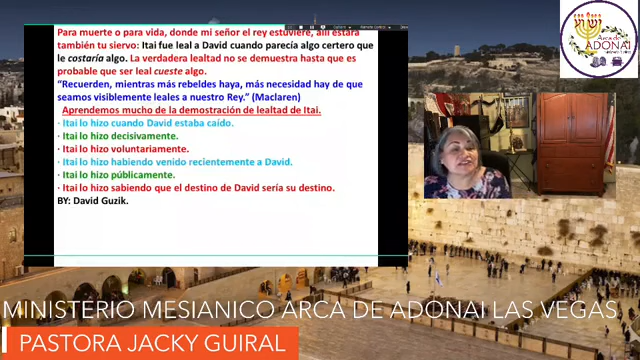 Para muerte o para vida, donde mi señor el rey estuviere, allí estará
también tu siervo: Itai fue leal a David cuando parecía algo certero que
le costaría algo. La verdadera lealtad no se demuestra hasta que es
probable que ser leal cueste algo.
“Recuerden, mientras más rebeldes haya, más necesidad hay de que
seamos visiblemente leales a nuestro Rey.” (Maclaren)
Aprendemos mucho de la demostración de lealtad de Itai.
· Itai lo hizo cuando David estaba caído.
· Itai lo hizo decisivamente.
· Itai lo hizo voluntariamente.
· Itai lo hizo habiendo venido recientemente a David.
· Itai lo hizo públicamente.
· Itai lo hizo sabiendo que el destino de David sería su destino.
BY: David Guzik.
Arca de
ADONAI
MINISTERIO MESIANICO ARCA DE ADONAI LAS VEGAS
PASTORA JACKY GUIRAL